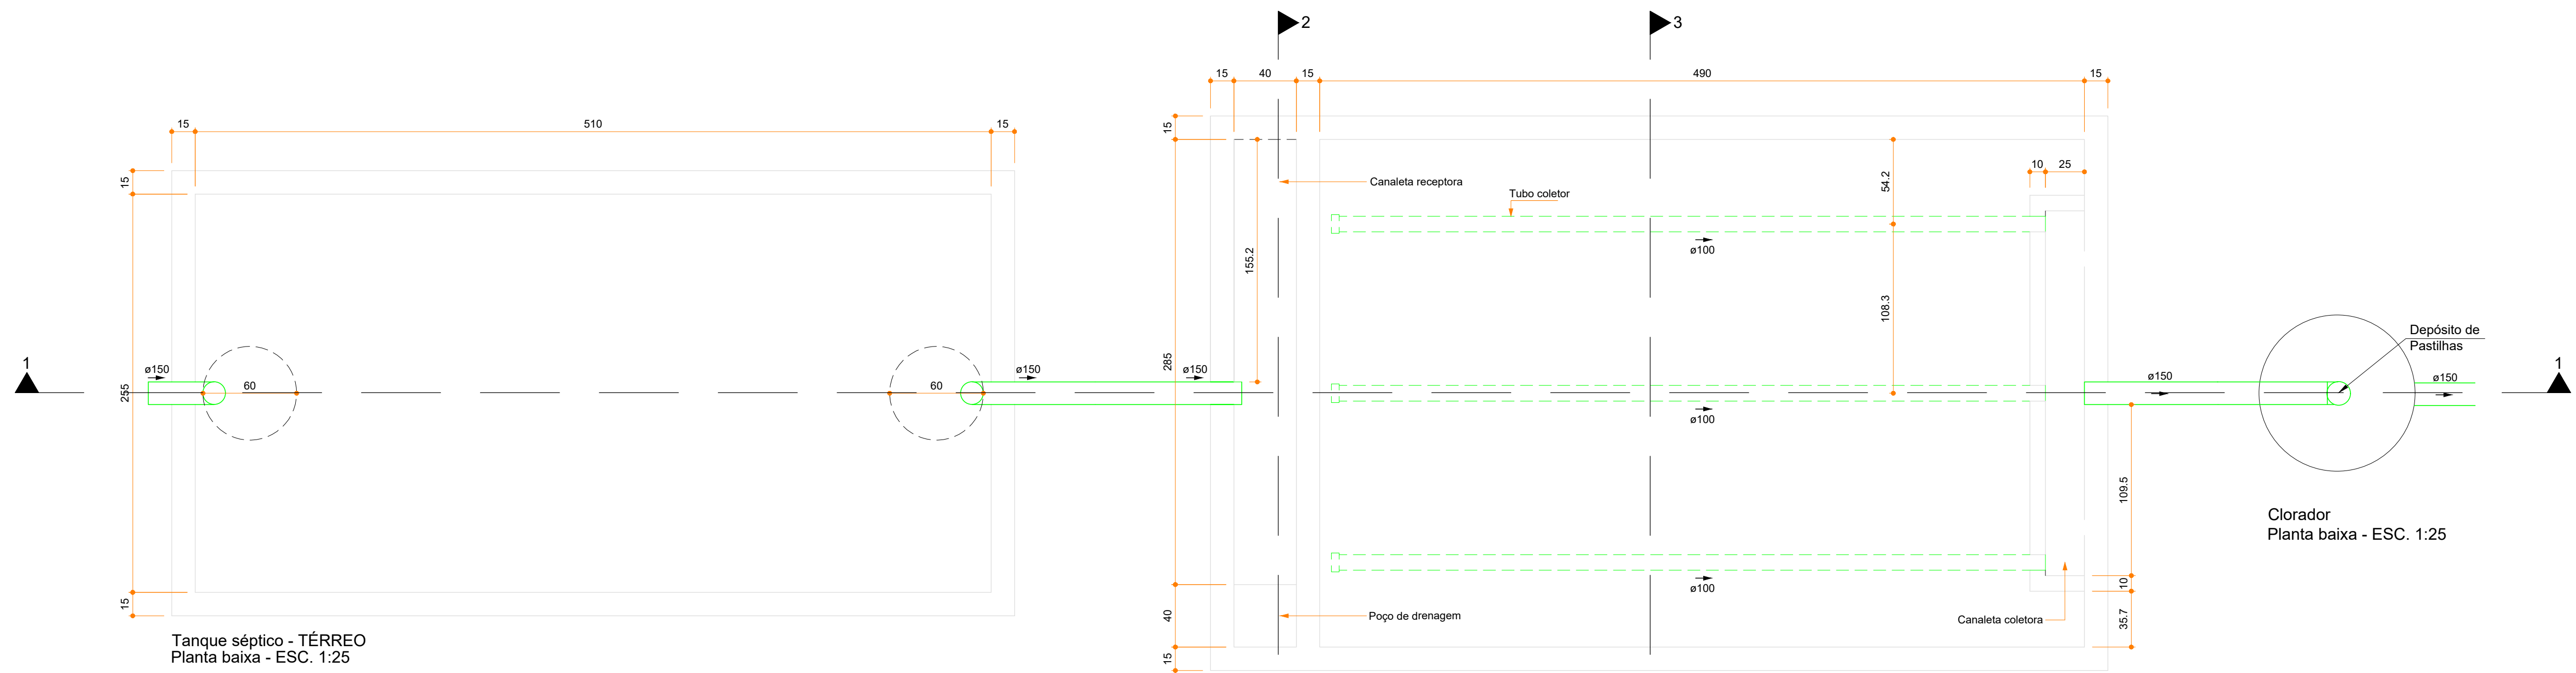 2
3
15
40
15
490
15
15
510
15
15
255
15
ø150
60
60
ø150
ø150
Tanque séptico - TÉRREO
Planta baixa - ESC. 1:25
1
15
285
40
15
155.2
Canaleta receptora
Tubo coletor
ø100
ø100
ø100
54.2
108.3
10
25
Poço de drenagem
Canaleta coletora
109.5
10
35.7
ø150
Depósito de
Pastilhas
ø150
1
Clorador
Planta baixa - ESC. 1:25